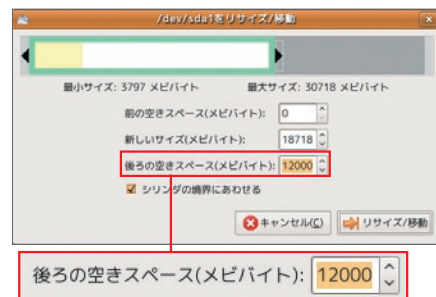 /dev/sda1をリサイズ/移動
最小サイズ: 3797 メビバイト 最大サイズ: 30718 メビバイト
前の空きスペース(メビバイト): 0
新しいサイズ(メビバイト): 18718
後ろの空きスペース(メビバイト): 12000
シリンダの境界にあわせる
キャンセル(C) リサイズ/移動
後ろの空きスペース(メビバイト): 12000